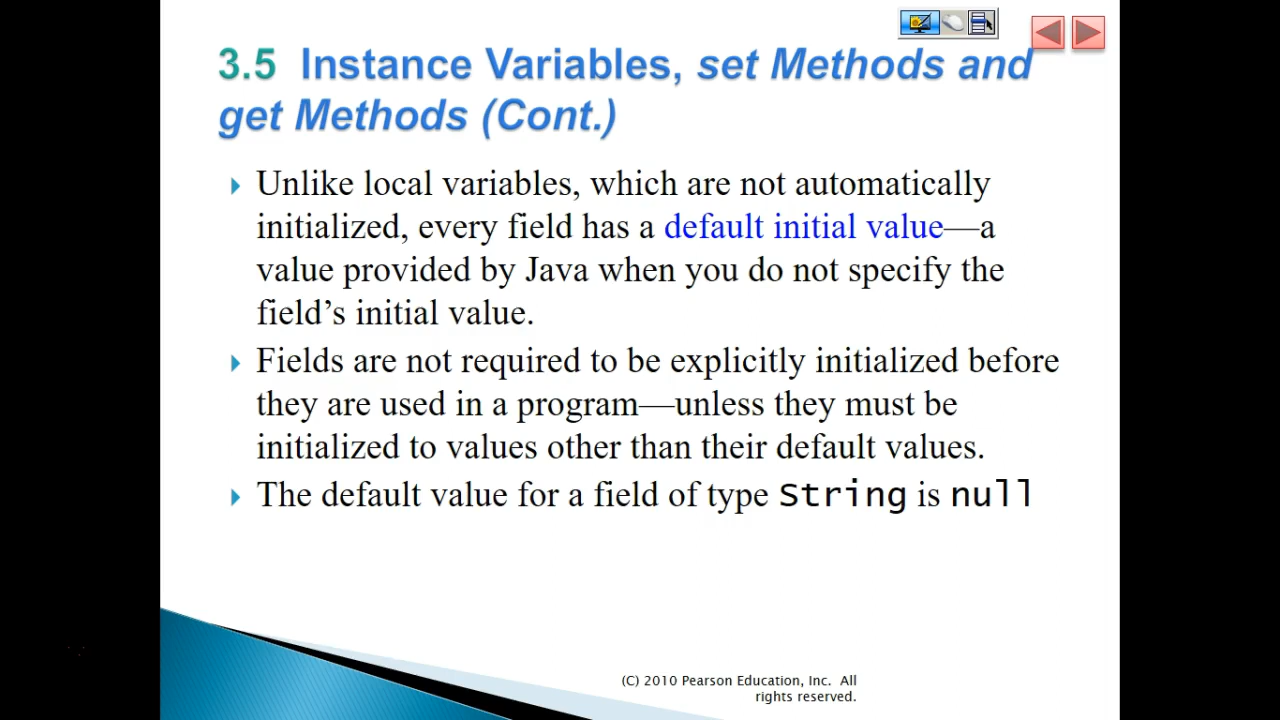 3.5 Instance Variables, set Methods and
get Methods (Cont.)
Unlike local variables, which are not automatically
initialized, every field has a default initial value—a
value provided by Java when you do not specify the
field’s initial value.
Fields are not required to be explicitly initialized before
they are used in a program—unless they must be
initialized to values other than their default values.
The default value for a field of type String is null
(C) 2010 Pearson Education, Inc. All
rights reserved.